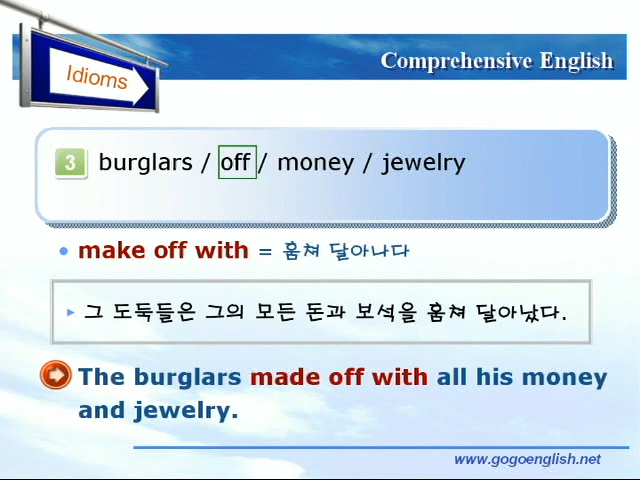 Idioms
Comprehensive English
3 burglars / off / money / jewelry
• make off with = 훔쳐 달아나다
▸ 그 도둑들은 그의 모든 돈과 보석을 훔쳐 달아났다.
The burglars made off with all his money
and jewelry.
www.gogoenglish.net